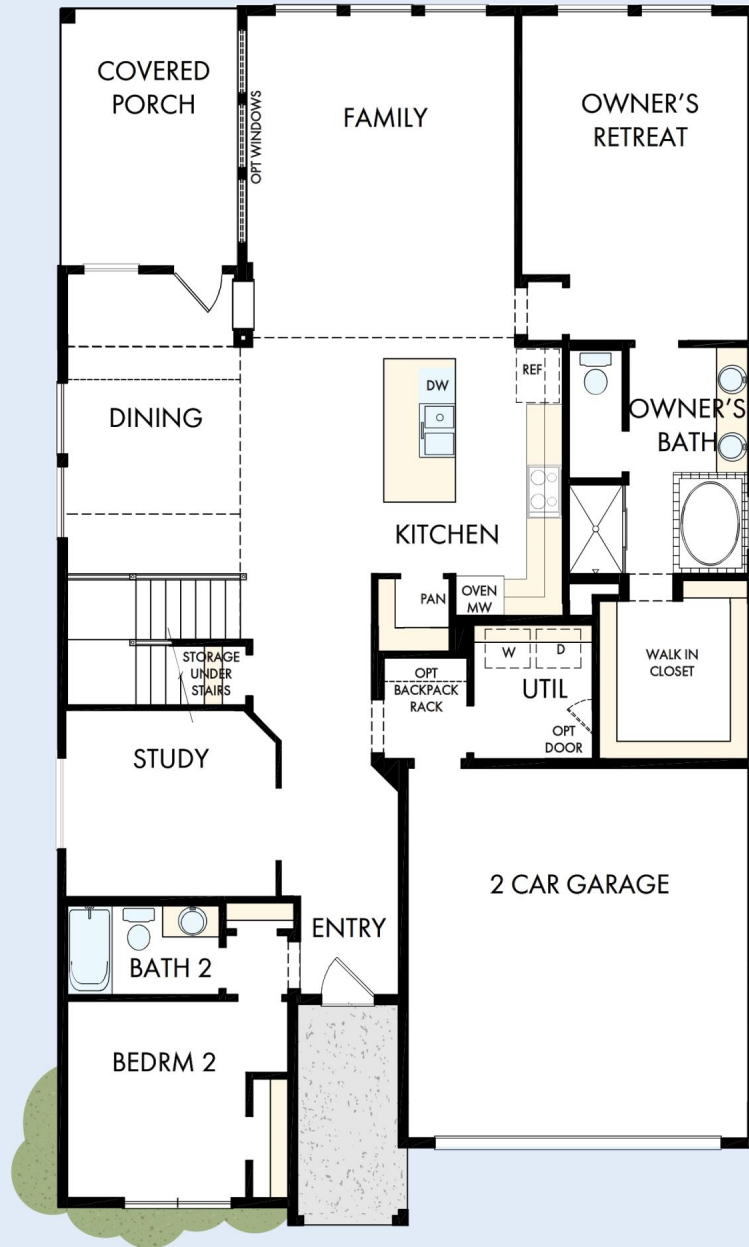 COVERED
PORCH
OPT WINDOWS
FAMILY
OWNER'S
RETREAT
DINING
DW
REF
OWNER'S
BATH
KITCHEN
PAN
OVEN
MW
STORAGE
UNDER
STAIRS
OPT
BACKPACK
RACK
W
D
UTIL
OPT
DOOR
WALK IN
CLOSET
STUDY
2 CAR GARAGE
ENTRY
BATH 2
BEDRM 2